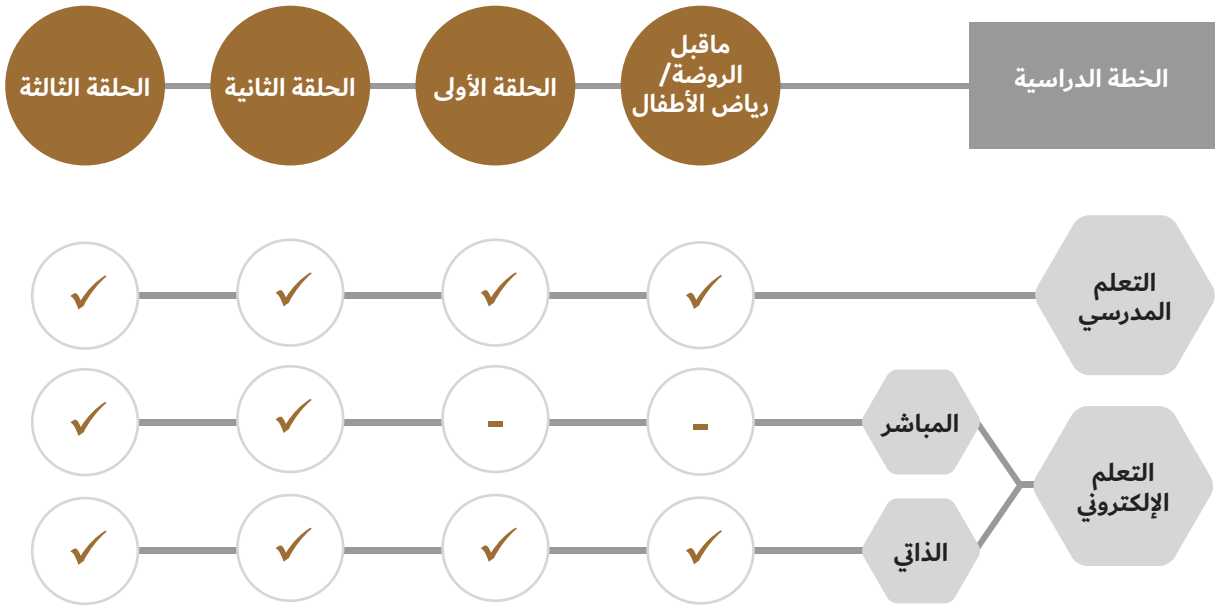 الخطة الدراسية
ماقبل
الروضة/
رياض الأطفال
الحلقة الأولى
الحلقة الثانية
الحلقة الثالثة
التعلم
المدرسي
✓
✓
✓
✓
التعلم
الإلكتروني
المباشر
-
-
✓
✓
الذاتي
✓
✓
✓
✓